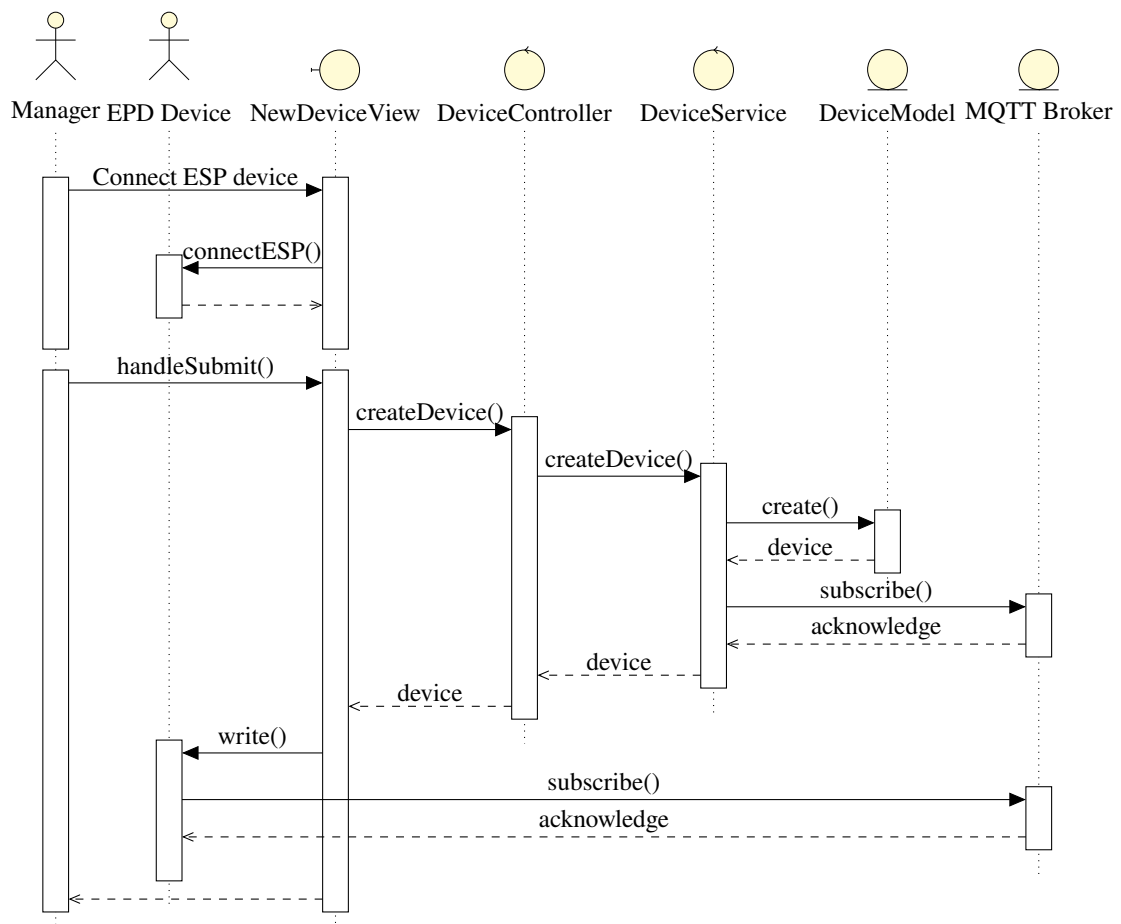 Manager
EPD Device
NewDeviceView
DeviceController
DeviceService
DeviceModel
MQTT Broker
Connect ESP device
connectESP()
handleSubmit()
createDevice()
createDevice()
create()
device
subscribe()
acknowledge
device
device
write()
subscribe()
acknowledge